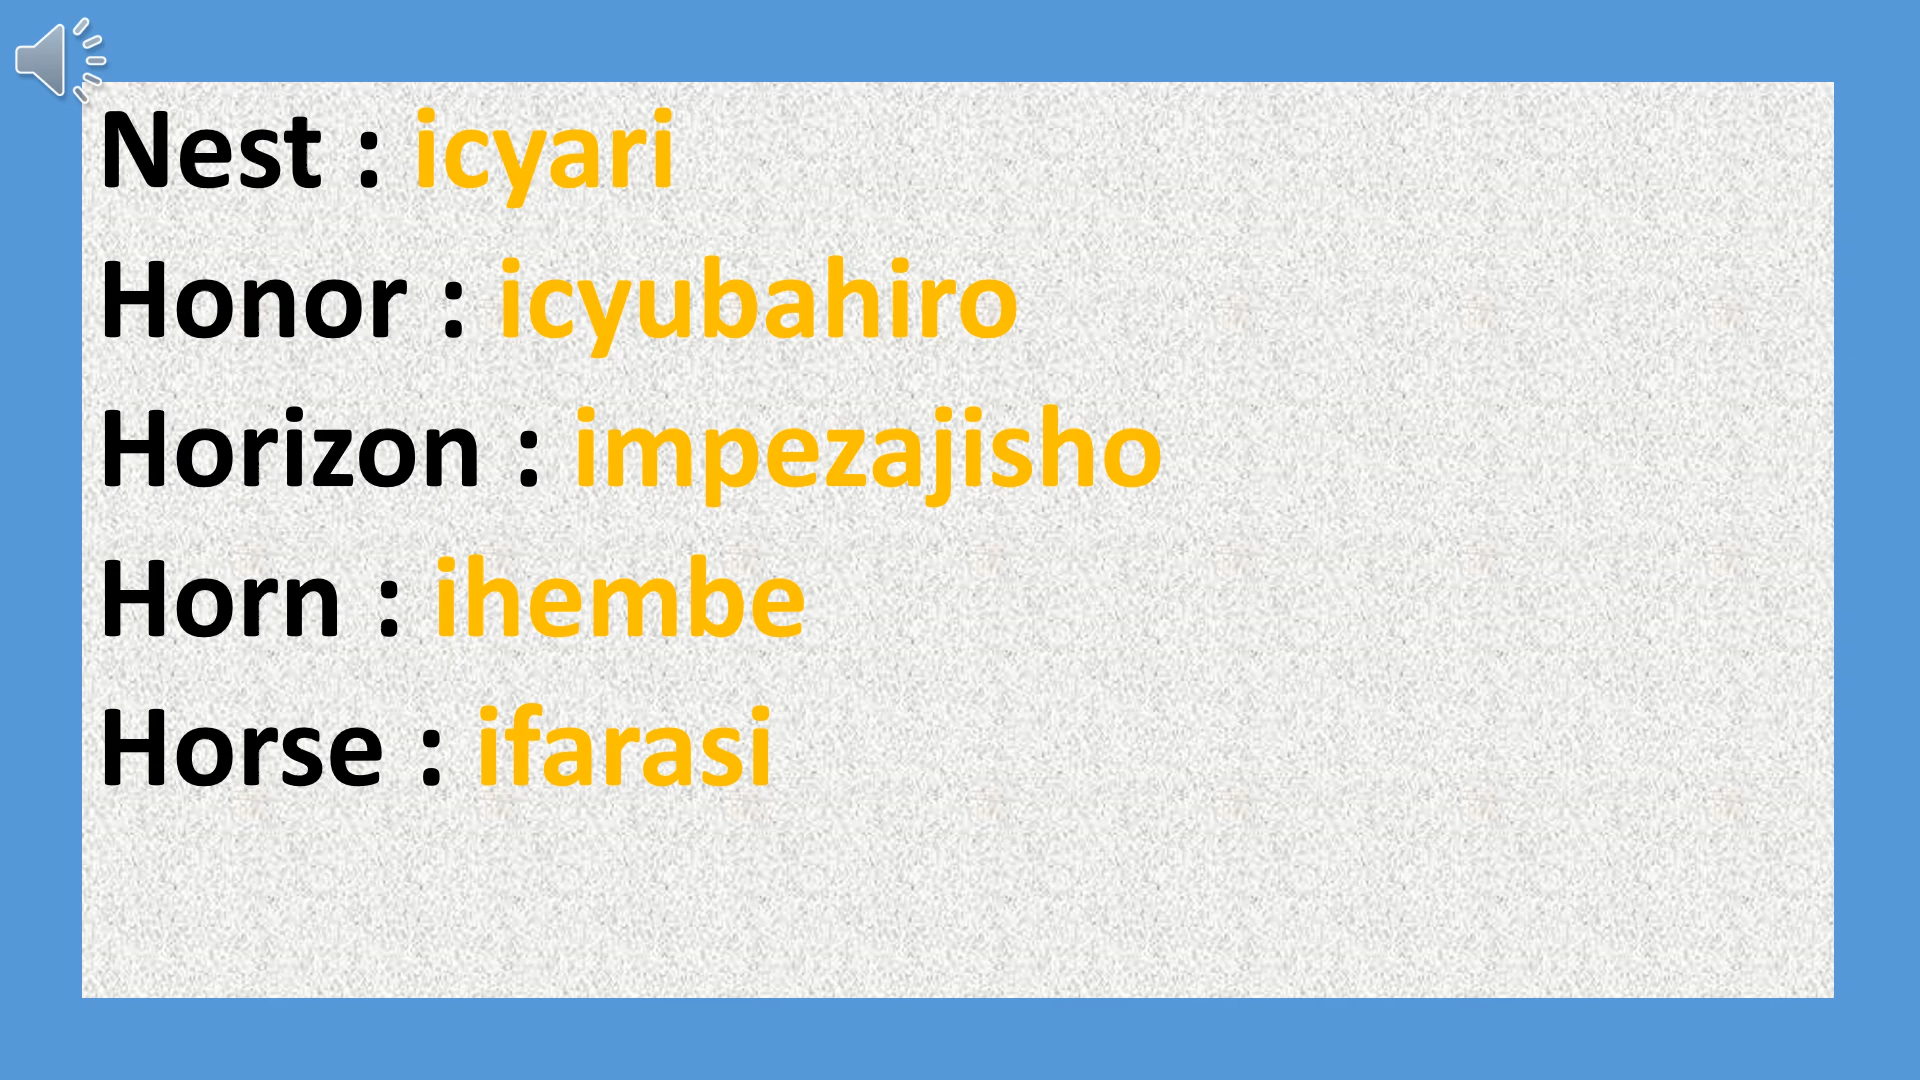 Nest : icyari
Honor : icyubahiro
Horizon : impezajisho
Horn : ihembe
Horse : ifarasi